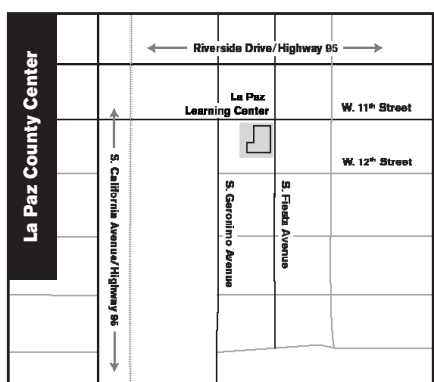 La Paz County Center
Riverside Drive/Highway 95
La Paz
Learning Center
W. 11th Street
W. 12th Street
S. California Avenue/Highway 95
S. Geronimo Avenue
S. Fiesta Avenue